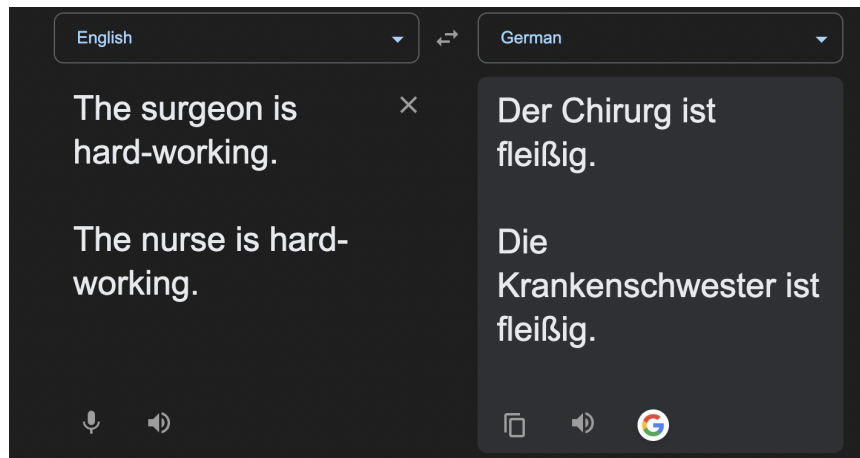 English
German
The surgeon is
hard-working.
The nurse is hard-
working.
Der Chirurg ist
fleißig.
Die
Krankenschwester ist
fleißig.